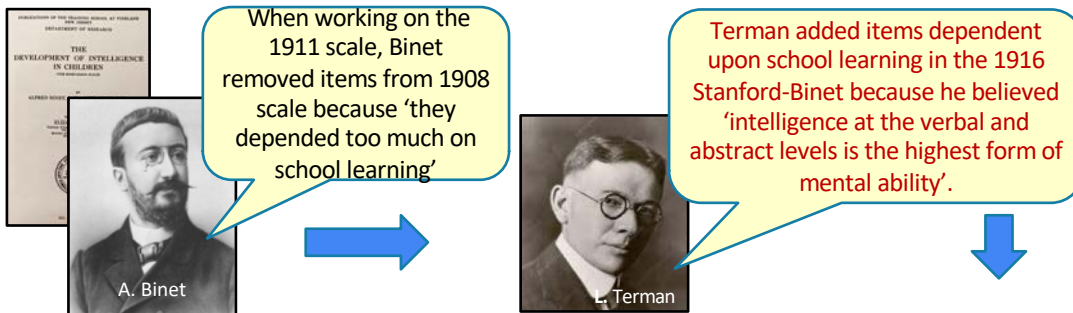 PUBLICATIONS OF THE TRAINING SCHOOL AT VINELAND
NEW JERSEY
DEPARTMENT OF RESEARCH
THE
DEVELOPMENT OF INTELLIGENCE
IN CHILDREN
When working on the
1911 scale, Binet
removed items from 1908
scale because ‘they
depended too much on
school learning’
A. Binet
Terman added items dependent
upon school learning in the 1916
Stanford-Binet because he believed
‘intelligence at the verbal and
abstract levels is the highest form of
mental ability’.
L. Terman